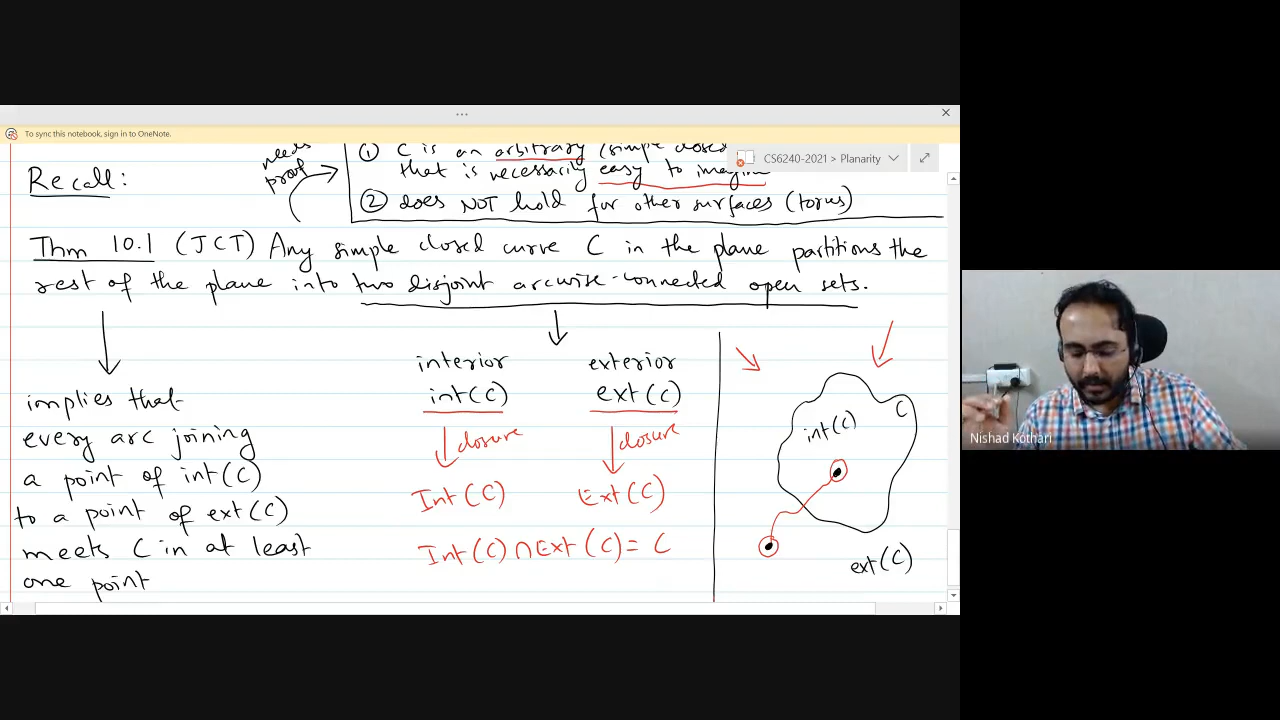 To sync this notebook, sign in to OneNote.
CS6240-2021 > Planarity
Recall:
needs proof
① C is an arbitrary (simple closed
that is necessarily easy to imagine
② does NOT hold for other surfaces (torus)
Thm 10.1 (JCT) Any simple closed curve C in the plane partitions the
rest of the plane into two disjoint arcwise-connected open sets.
implies that
every arc joining
a point of int(C)
to a point of ext(C)
meets C in at least
one point
interior exterior
int(C) ext(C)
closure closure
Int(C) Ext(C)
Int(C) ∩ Ext(C) = C
C
int(C)
ext(C)
Nishad Kothari